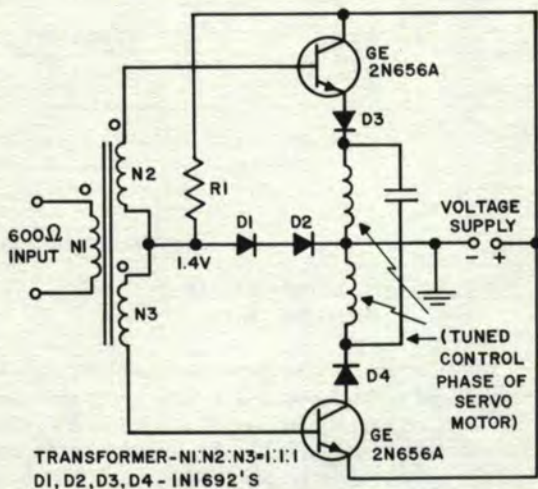 GE
2N656A
D3
N2
R1
600Ω
INPUT
N1
D1
D2
1.4V
VOLTAGE
SUPPLY
- +
N3
(TUNED
CONTROL
PHASE OF
SERVO
MOTOR)
D4
GE
2N656A
TRANSFORMER-N1:N2:N3=1:1:1
D1, D2, D3, D4 - IN1692'S